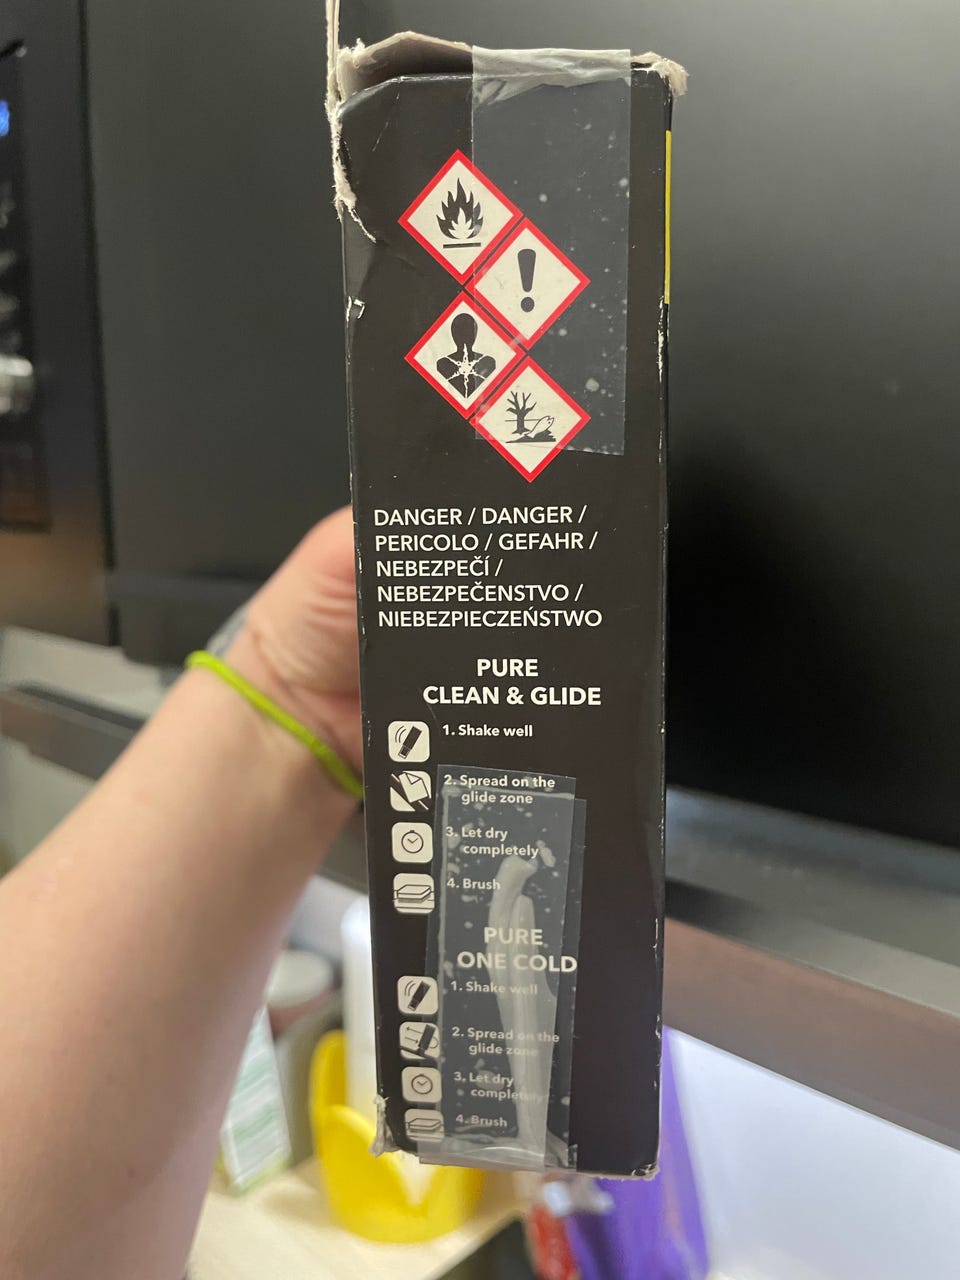 DANGER / DANGER /
PERICOLO / GEFAHR /
NEBEZPEČÍ /
NEBEZPEČENSTVO /
NIEBEZPIECZEŃSTWO
PURE
CLEAN & GLIDE
1. Shake well
2. Spread on the
glide zone
3. Let dry
completely
4. Brush
PURE
ONE COLD
1. Shake well
2. Spread on the
glide zone
3. Let dry
completely
4. Brush